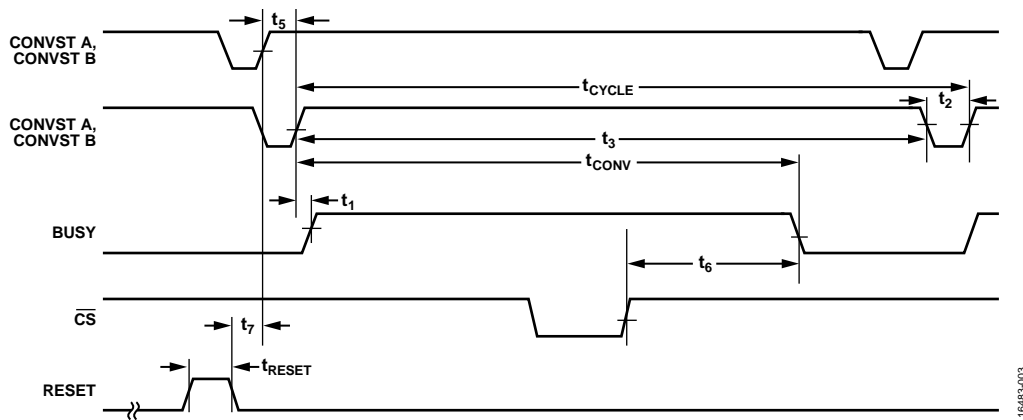 t5
CONVST A,
CONVST B
tCYCLE
t2
CONVST A,
CONVST B
t3
tCONV
t1
BUSY
t6
CS
t7
tRESET
RESET
16483-003